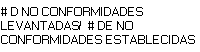 # D NO CONFORMIDADES
LEVANTADAS/ # DE NO
CONFORMIDADES ESTABLECIDAS